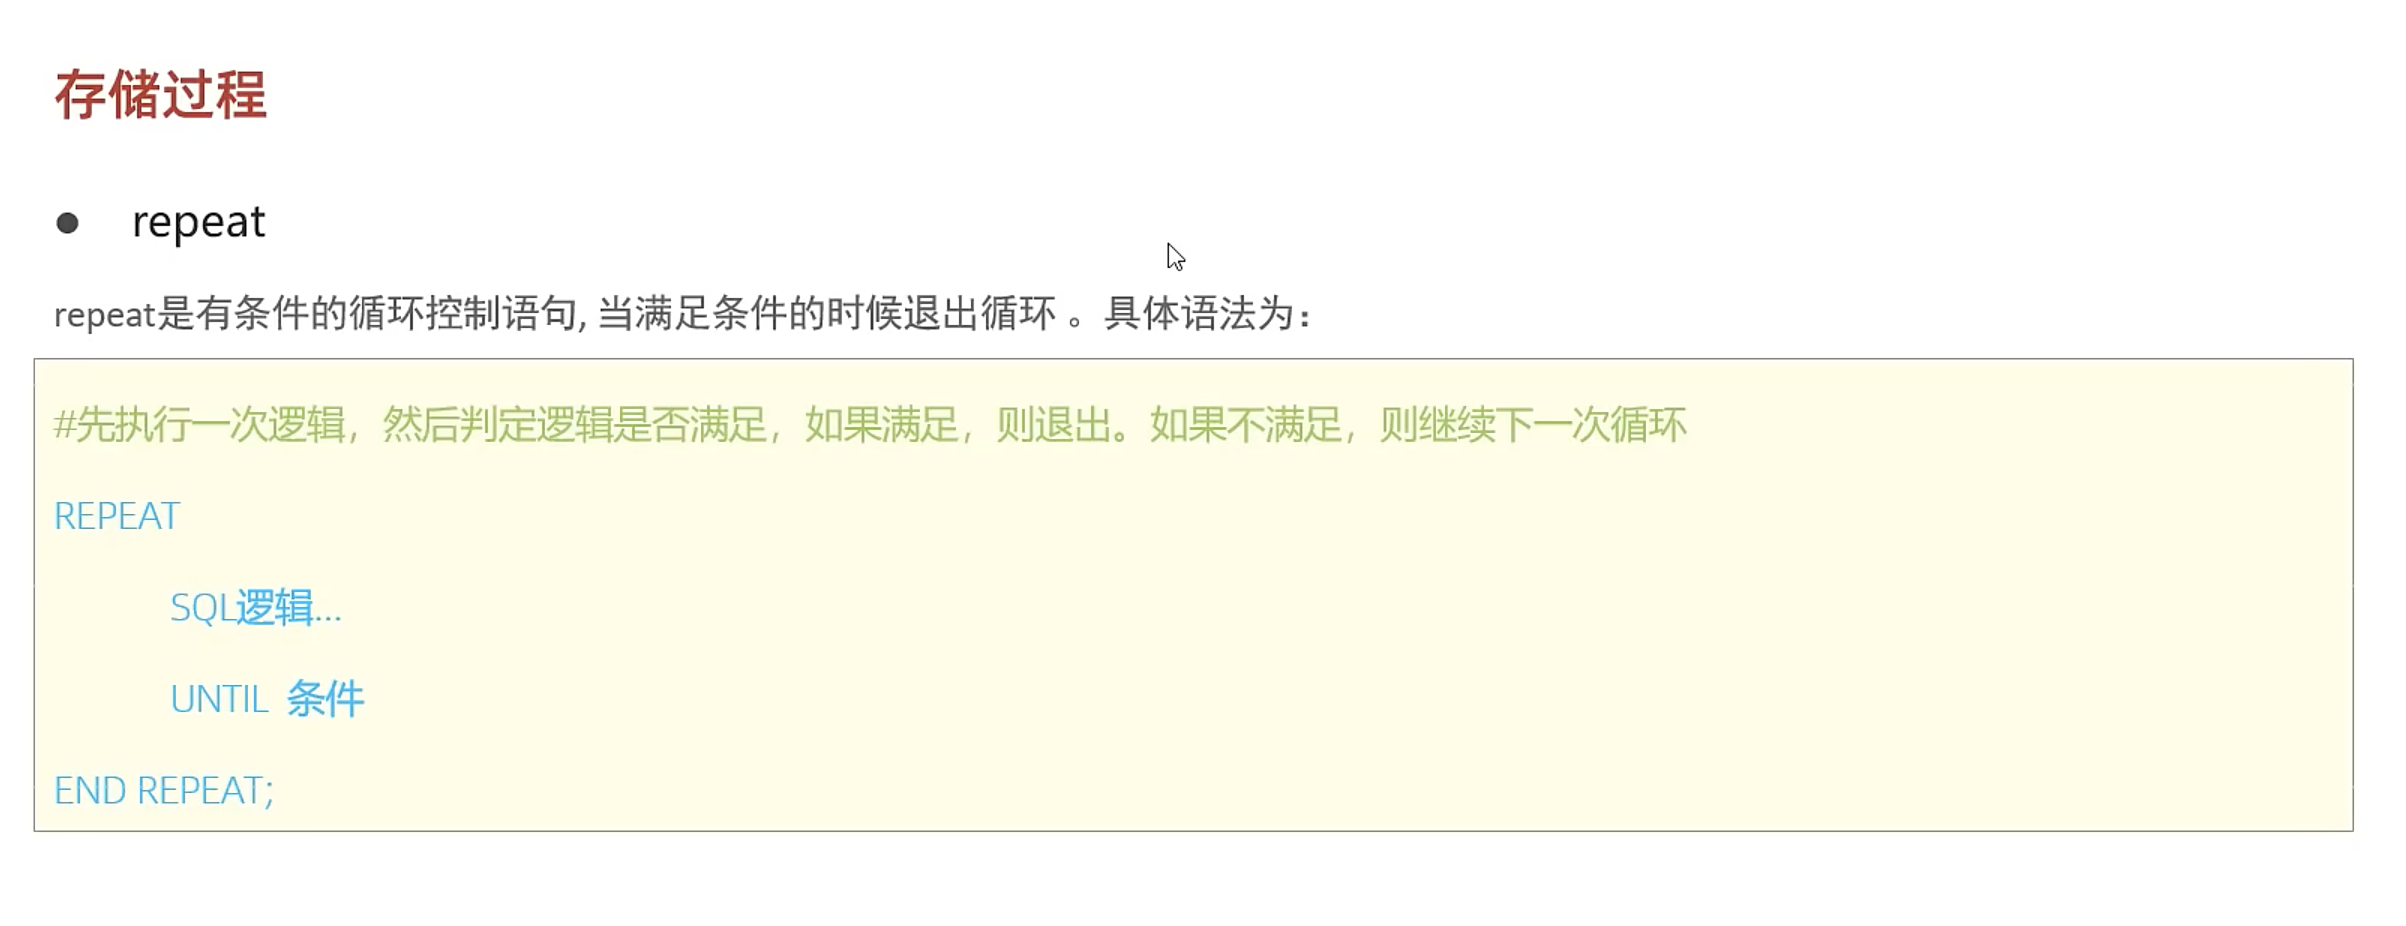 存储过程
● repeat
repeat是有条件的循环控制语句, 当满足条件的时候退出循环 。具体语法为：
#先执行一次逻辑，然后判定逻辑是否满足，如果满足，则退出。如果不满足，则继续下一次循环
REPEAT
SQL逻辑...
UNTIL 条件
END REPEAT;